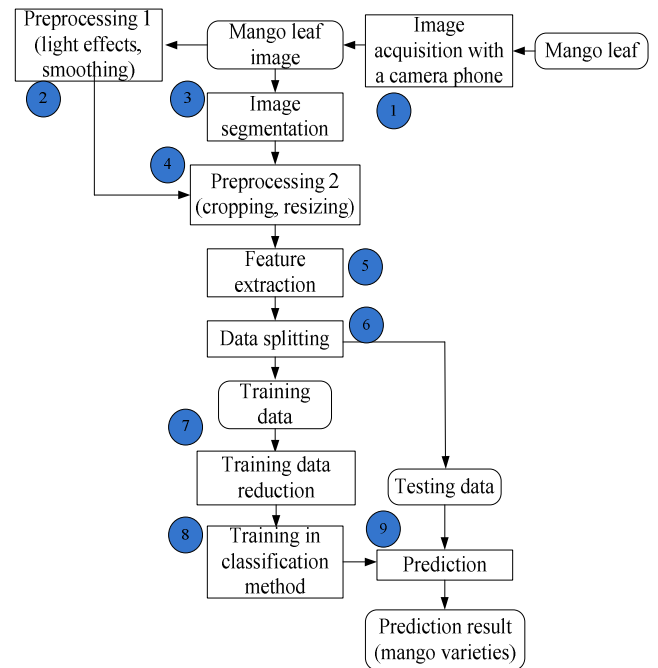 Mango leaf
Image
acquisition with
a camera phone
1
Mango leaf
image
Preprocessing 1
(light effects,
smoothing)
2
3
Image
segmentation
4
Preprocessing 2
(cropping, resizing)
Feature
extraction
5
Data splitting
6
Training
data
7
Training data
reduction
8
Training in
classification
method
Testing data
9
Prediction
Prediction result
(mango varieties)